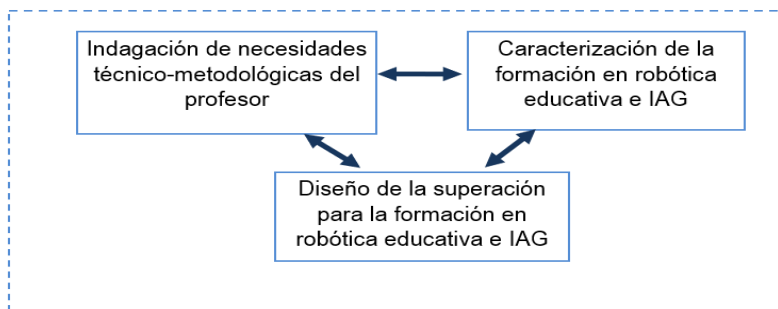 Indagación de necesidades
técnico-metodológicas del
profesor
Caracterización de la
formación en robótica
educativa e IAG
Diseño de la superación
para la formación en
robótica educativa e IAG